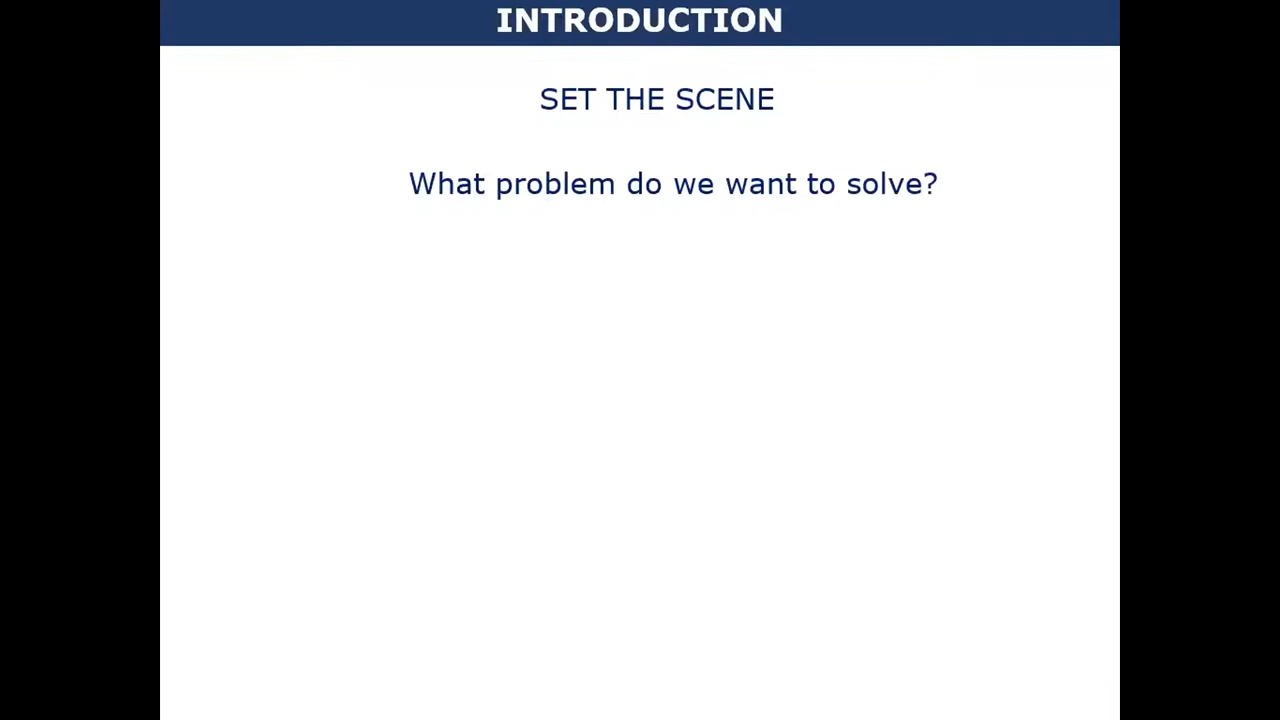 INTRODUCTION
SET THE SCENE
What problem do we want to solve?